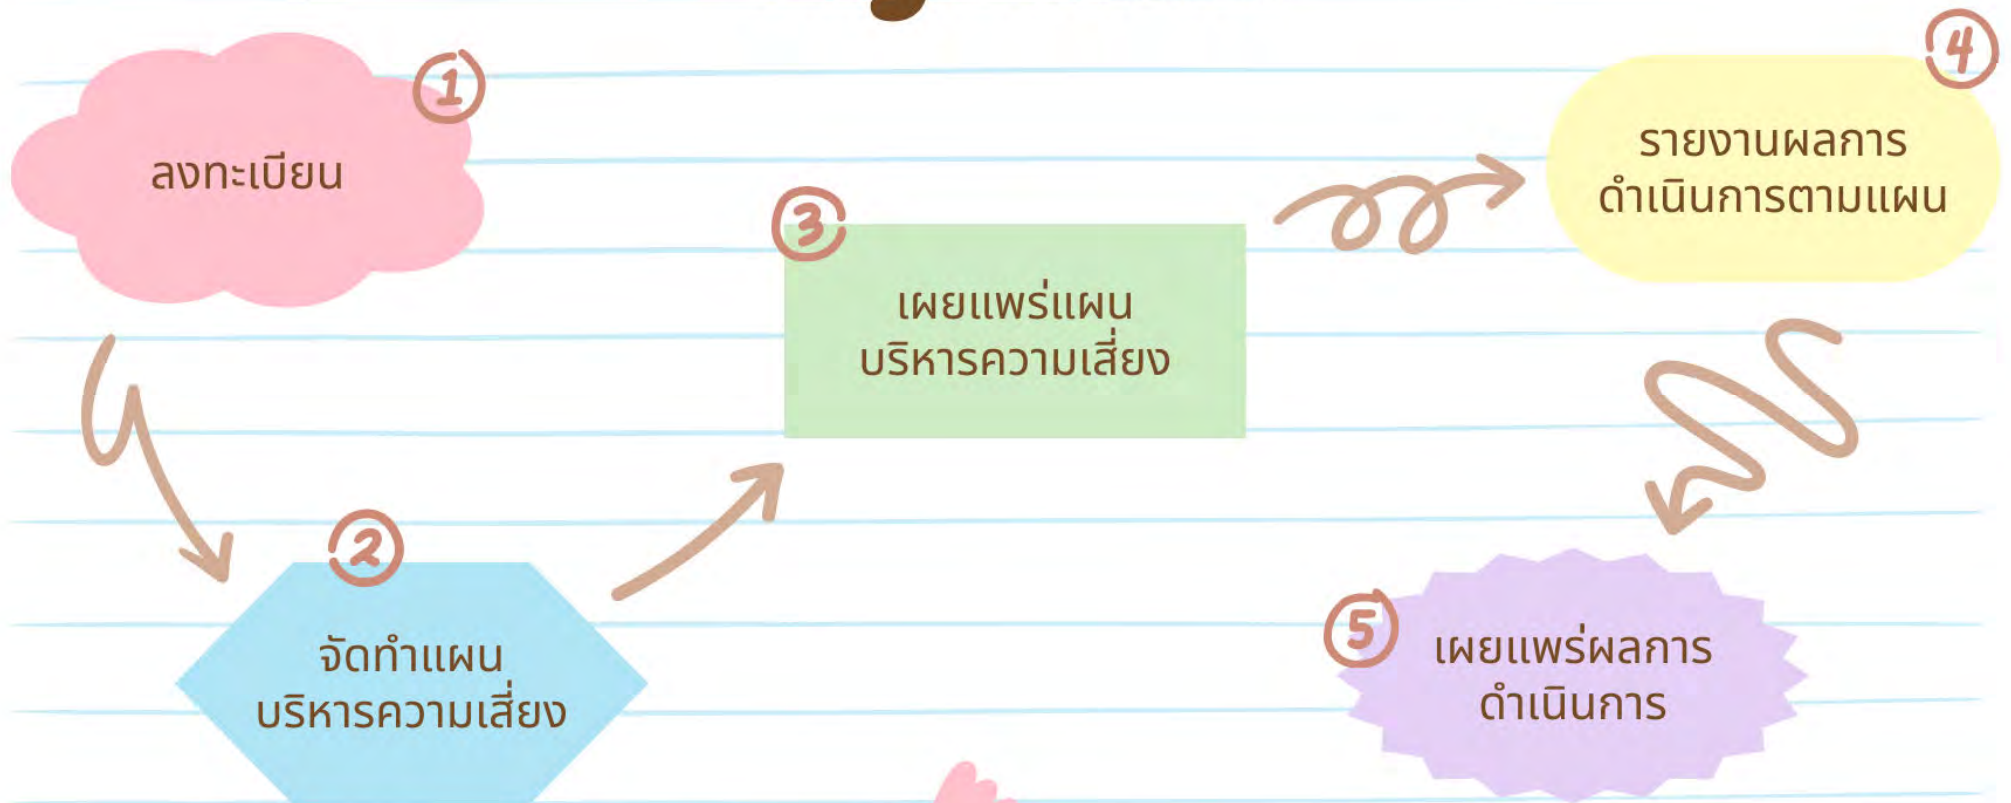 1
ลงทะเบียน
2
จัดทำแผน
บริหารความเสี่ยง
3
เผยแพร่แผน
บริหารความเสี่ยง
4
รายงานผลการ
ดำเนินการตามแผน
5
เผยแพร่ผลการ
ดำเนินการ